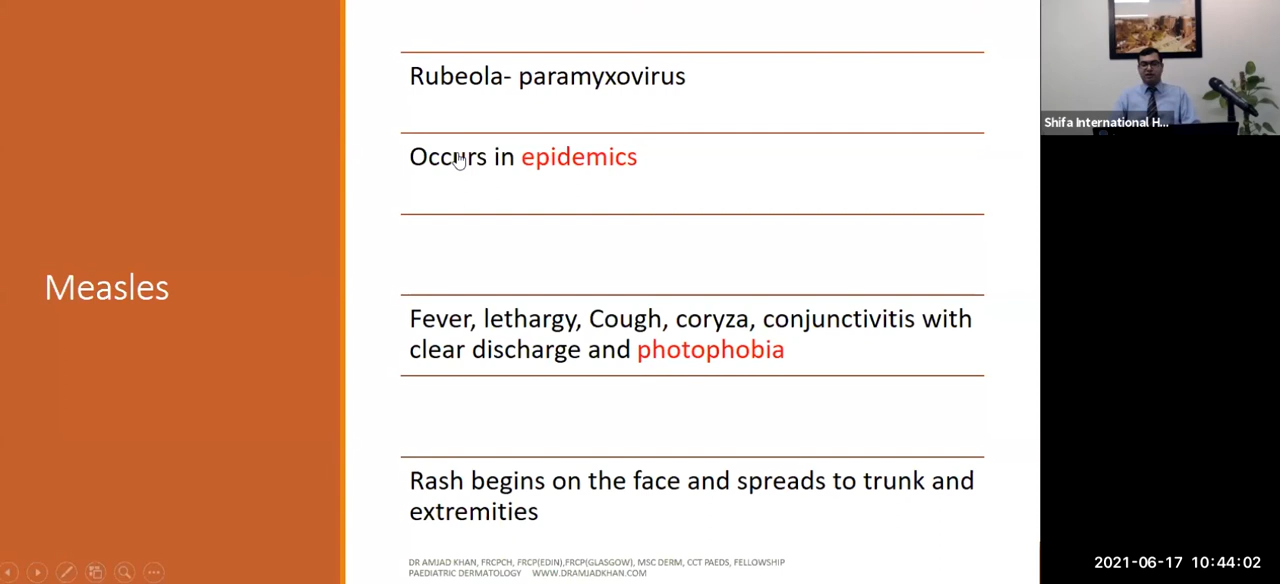 Measles
Rubeola- paramyxovirus
Occurs in epidemics
Fever, lethargy, Cough, coryza, conjunctivitis with
clear discharge and photophobia
Rash begins on the face and spreads to trunk and
extremities
DR AMJAD KHAN, FRCPCH, FRCP(EDIN),FRCP(GLASGOW), MSC DERM, CCT PAEDS, FELLOWSHIP
PAEDIATRIC DERMATOLOGY WWW.DRAMJADKHAN.COM
Shifa International H...
2021-06-17 10:44:02